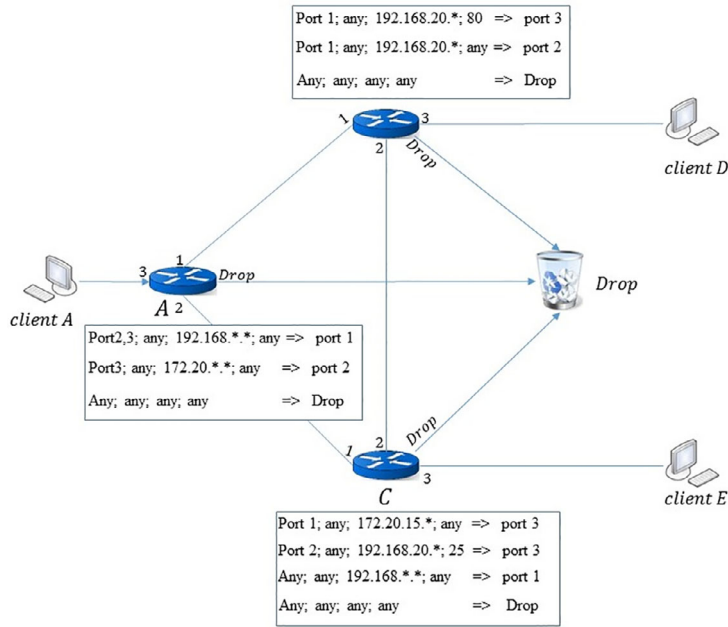 Port 1; any; 192.168.20.*; 80 => port 3
Port 1; any; 192.168.20.*; any => port 2
Any; any; any; any => Drop
1
3
2
Drop
client D
3
1
Drop
Drop
client A
A
2
Port2,3; any; 192.168.*.*; any => port 1
Port3; any; 172.20.*.*; any => port 2
Any; any; any; any => Drop
Drop
1
2
3
C
client E
Port 1; any; 172.20.15.*; any => port 3
Port 2; any; 192.168.20.*; 25 => port 3
Any; any; 192.168.*.*; any => port 1
Any; any; any; any => Drop